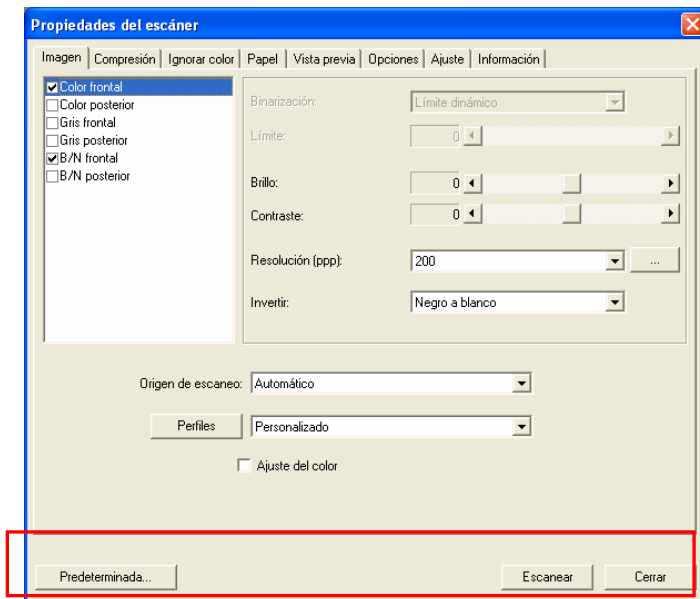 Propiedades del escáner
Imagen Compresión Ignorar color Papel Vista previa Opciones Ajuste Información
Color frontal
Color posterior
Gris frontal
Gris posterior
B/N frontal
B/N posterior
Binarización: Límite dinámico
Límite: 0
Brillo: 0
Contraste: 0
Resolución (ppp): 200 ...
Invertir: Negro a blanco
Origen de escaneo: Automático
Perfiles Personalizado
Ajuste del color
Predeterminada... Escanear Cerrar